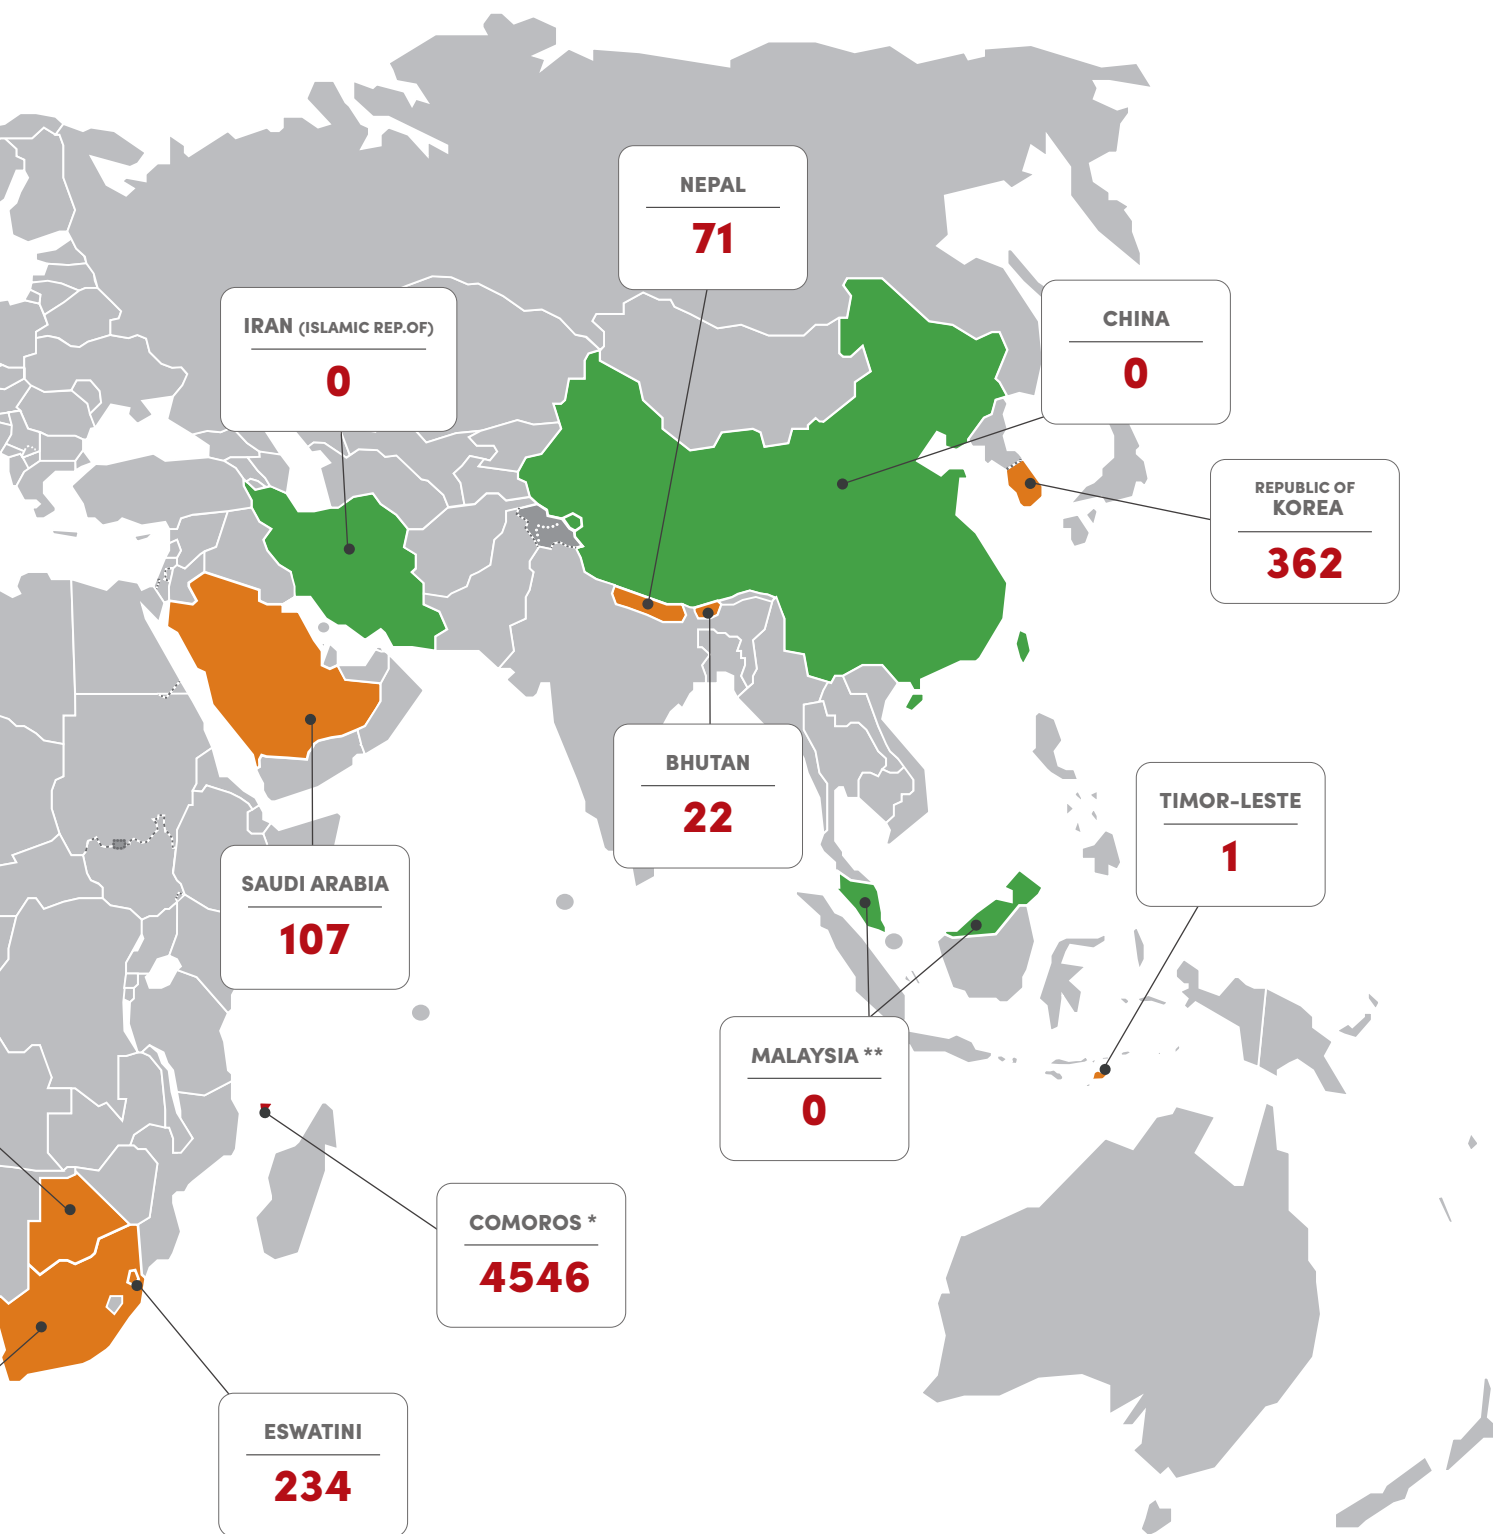 NEPAL
71
CHINA
0
IRAN (ISLAMIC REP.OF)
0
REPUBLIC OF
KOREA
362
BHUTAN
22
TIMOR-LESTE
1
SAUDI ARABIA
107
MALAYSIA **
0
COMOROS *
4546
ESWATINI
234